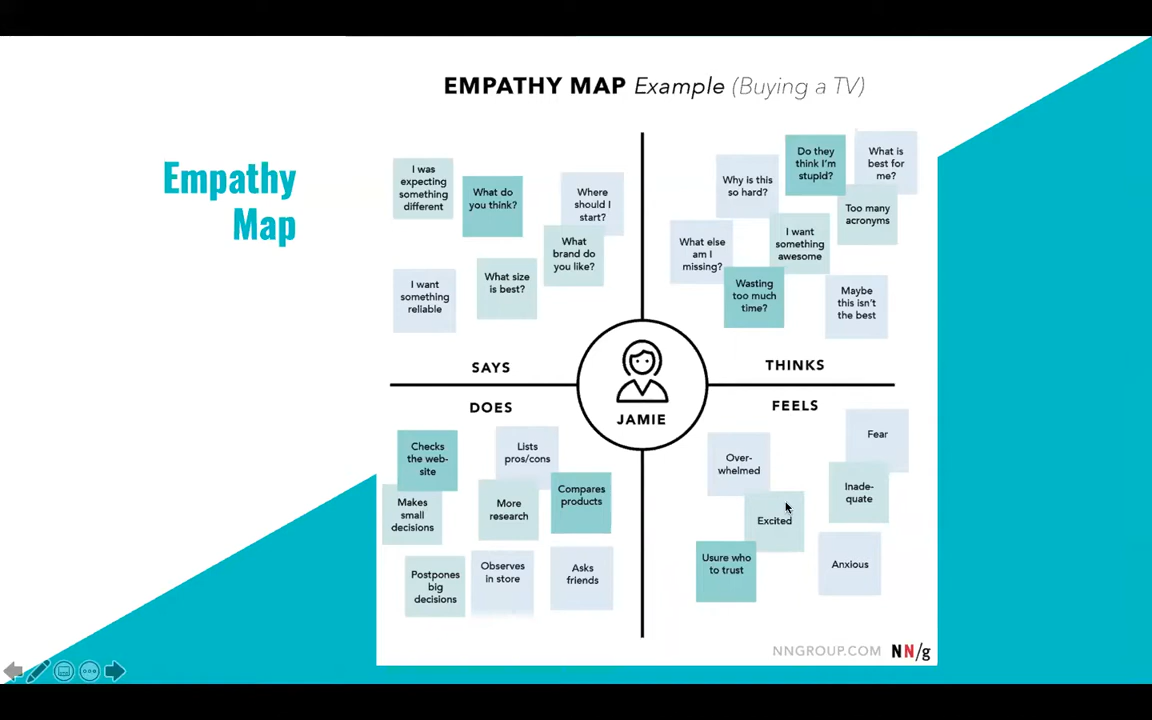 EMPATHY MAP Example (Buying a TV)
Empathy
Map
I was
expecting
something
different
What do
you think?
Where
should I
start?
What
brand do
you like?
What size
is best?
I want
something
reliable
SAYS
Why is this
so hard?
Do they
think I'm
stupid?
What is
best for
me?
Too many
acronyms
What else
am I
missing?
I want
something
awesome
Wasting
too much
time?
Maybe
this isn't
the best
THINKS
JAMIE
DOES
Checks
the web-
site
Lists
pros/cons
Makes
small
decisions
More
research
Compares
products
Postpones
big
decisions
Observes
in store
Asks
friends
FEELS
Over-
whelmed
Fear
Inade-
quate
Excited
Usure who
to trust
Anxious
NNGROUP.COM NN/g